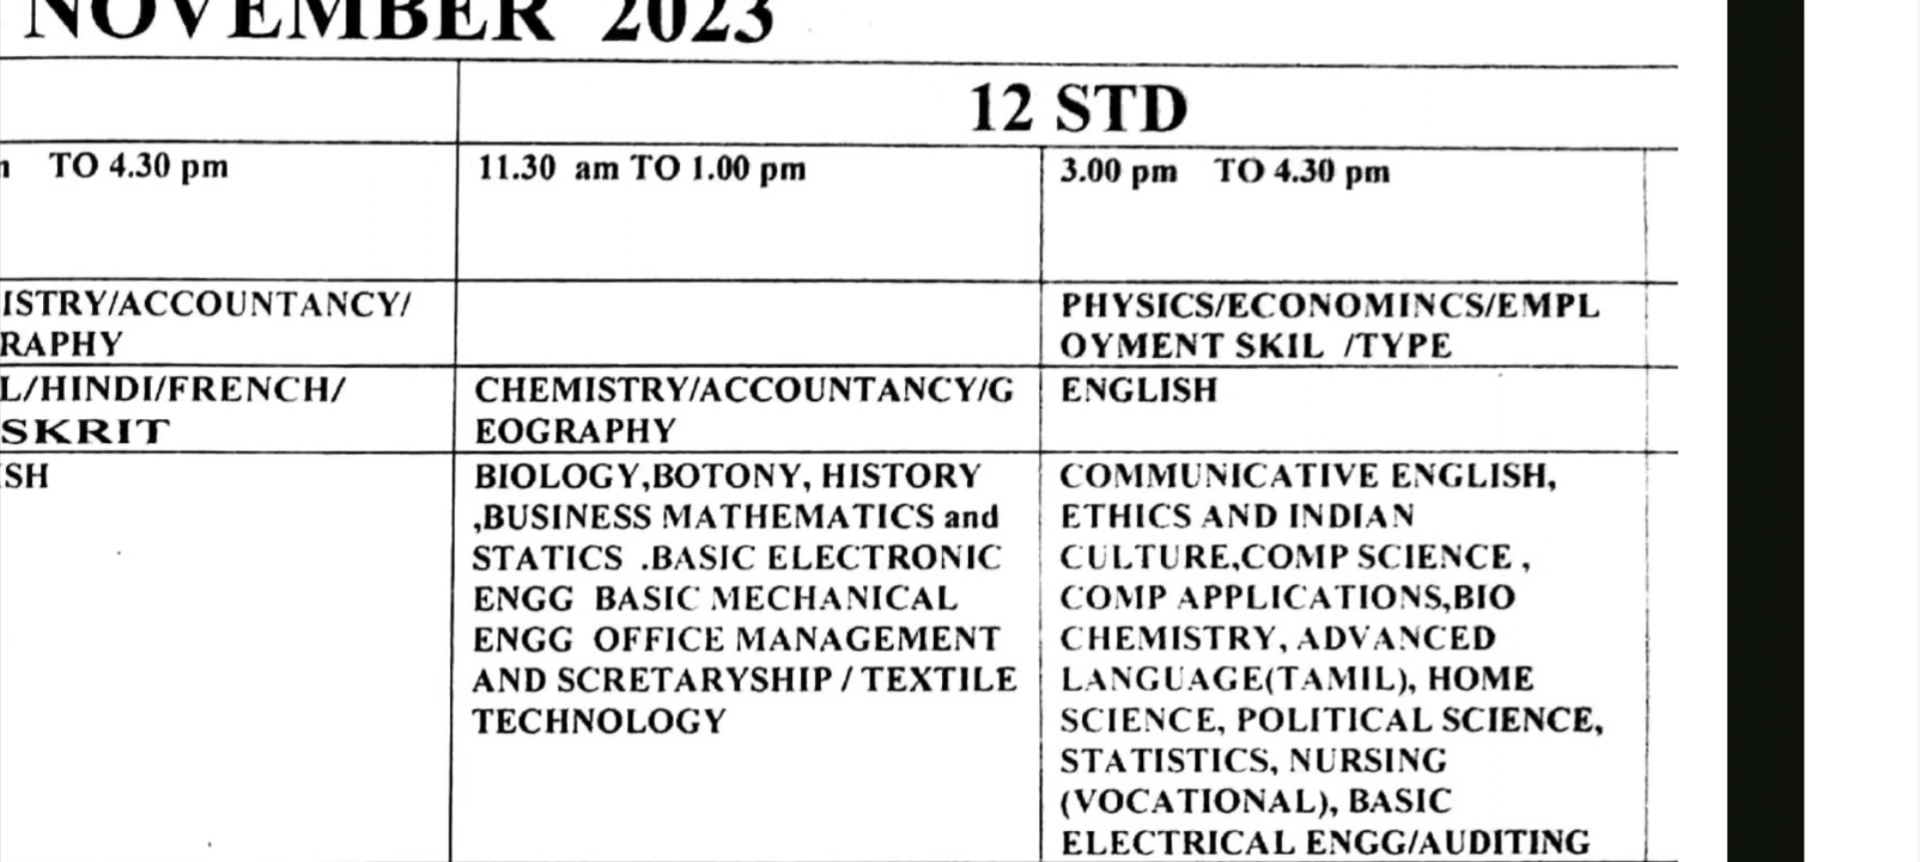 NOVEMBER 2023
12 STD
TO 4.30 pm
11.30 am TO 1.00 pm
3.00 pm TO 4.30 pm
ISTRY/ACCOUNTANCY/
RAPHY
PHYSICS/ECONOMINCS/EMPL
OYMENT SKIL /TYPE
L/HINDI/FRENCH/
SKRIT
CHEMISTRY/ACCOUNTANCY/G
EOGRAPHY
ENGLISH
SH
BIOLOGY,BOTONY, HISTORY
,BUSINESS MATHEMATICS and
STATICS .BASIC ELECTRONIC
ENGG BASIC MECHANICAL
ENGG OFFICE MANAGEMENT
AND SCRETARYSHIP / TEXTILE
TECHNOLOGY
COMMUNICATIVE ENGLISH,
ETHICS AND INDIAN
CULTURE,COMP SCIENCE ,
COMP APPLICATIONS,BIO
CHEMISTRY, ADVANCED
LANGUAGE(TAMIL), HOME
SCIENCE, POLITICAL SCIENCE,
STATISTICS, NURSING
(VOCATIONAL), BASIC
ELECTRICAL ENGG/AUDITING